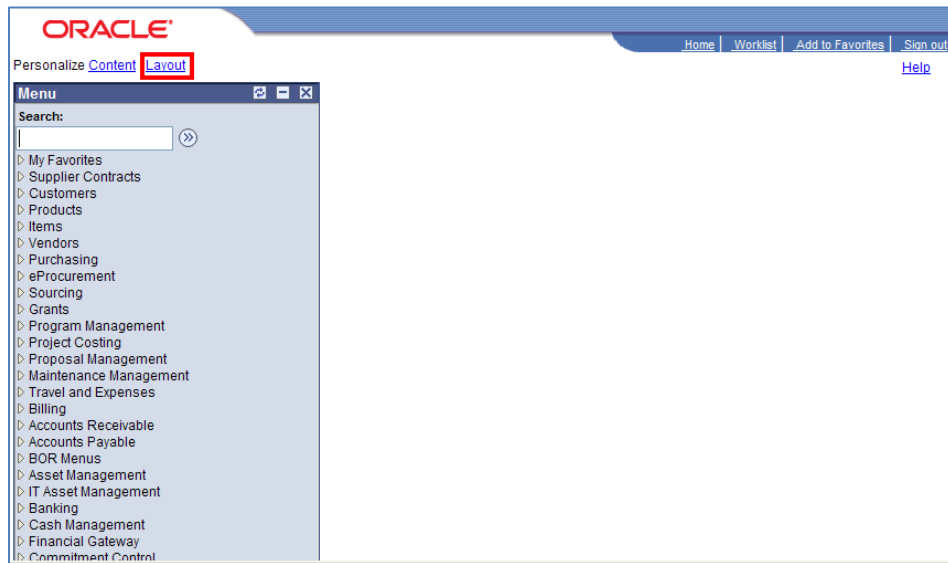 ORACLE
Home Worklist Add to Favorites Sign out
Personalize Content Layout
Help
Menu
Search:
My Favorites
Supplier Contracts
Customers
Products
Items
Vendors
Purchasing
eProcurement
Sourcing
Grants
Program Management
Project Costing
Proposal Management
Maintenance Management
Travel and Expenses
Billing
Accounts Receivable
Accounts Payable
BOR Menus
Asset Management
IT Asset Management
Banking
Cash Management
Financial Gateway
Commitment Control